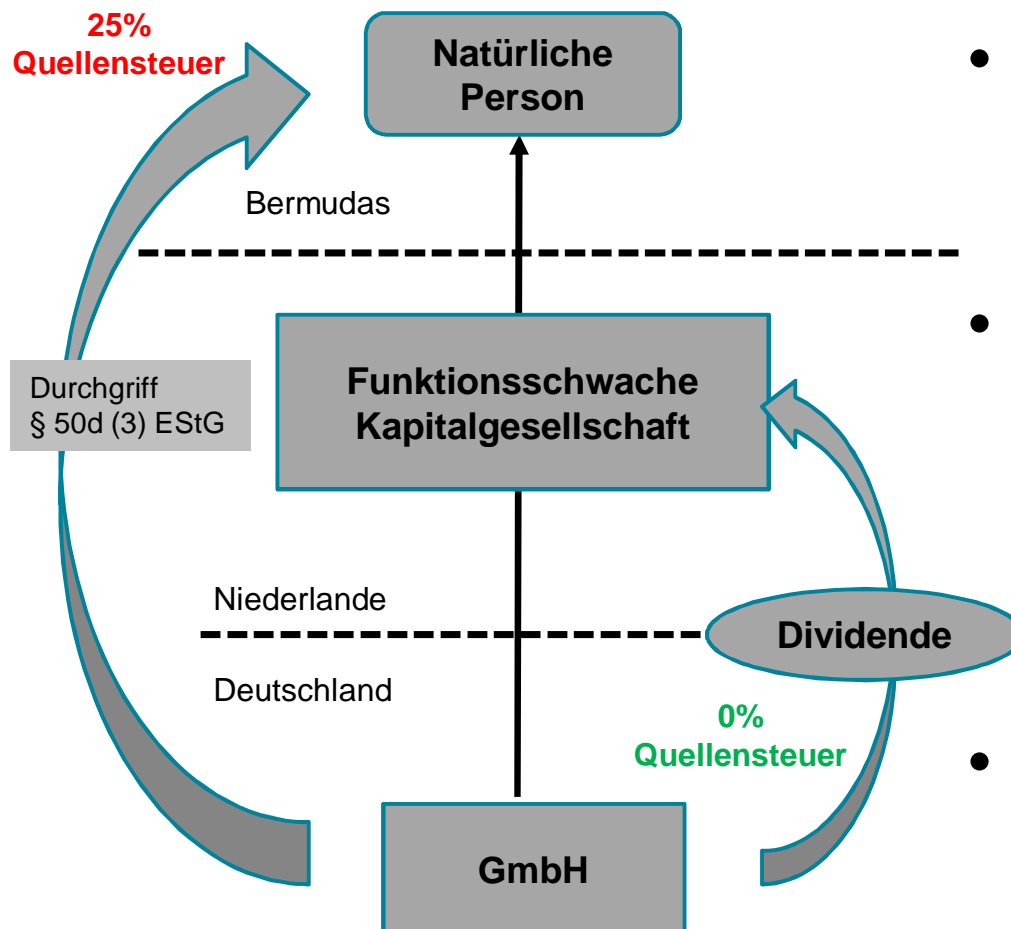 25%
Quellensteuer
Natürliche
Person
Bermudas
Durchgriff
§ 50d (3) EStG
Funktionsschwache
Kapitalgesellschaft
Niederlande
Dividende
Deutschland
0%
Quellensteuer
GmbH